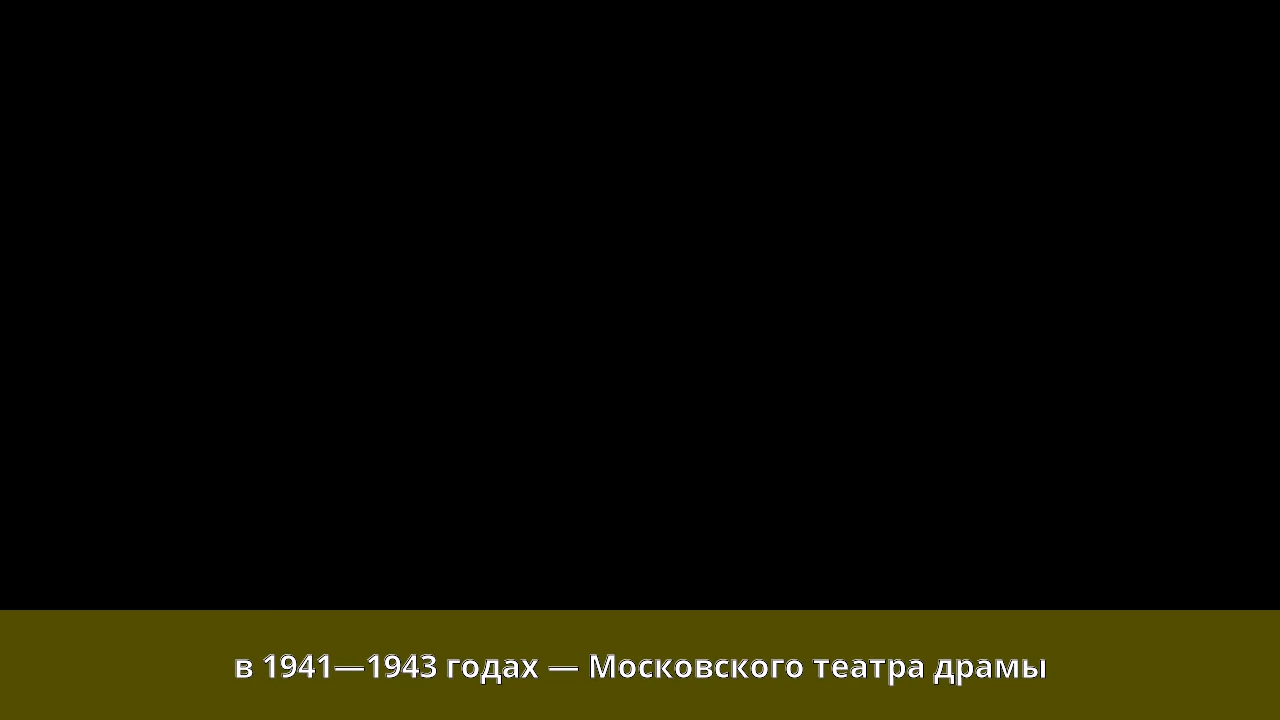 в 1941—1943 годах — Московского театра драмы